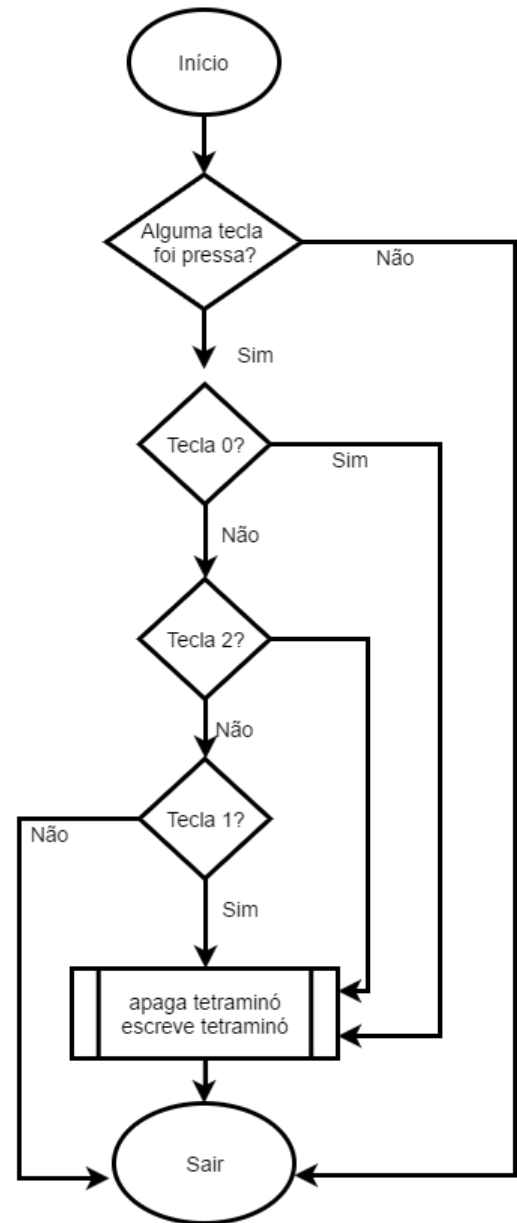 Início
Alguma tecla
foi pressa?
Não
Sim
Tecla 0?
Sim
Não
Tecla 2?
Não
Tecla 1?
Não
Sim
apaga tetraminó
escreve tetraminó
Sair